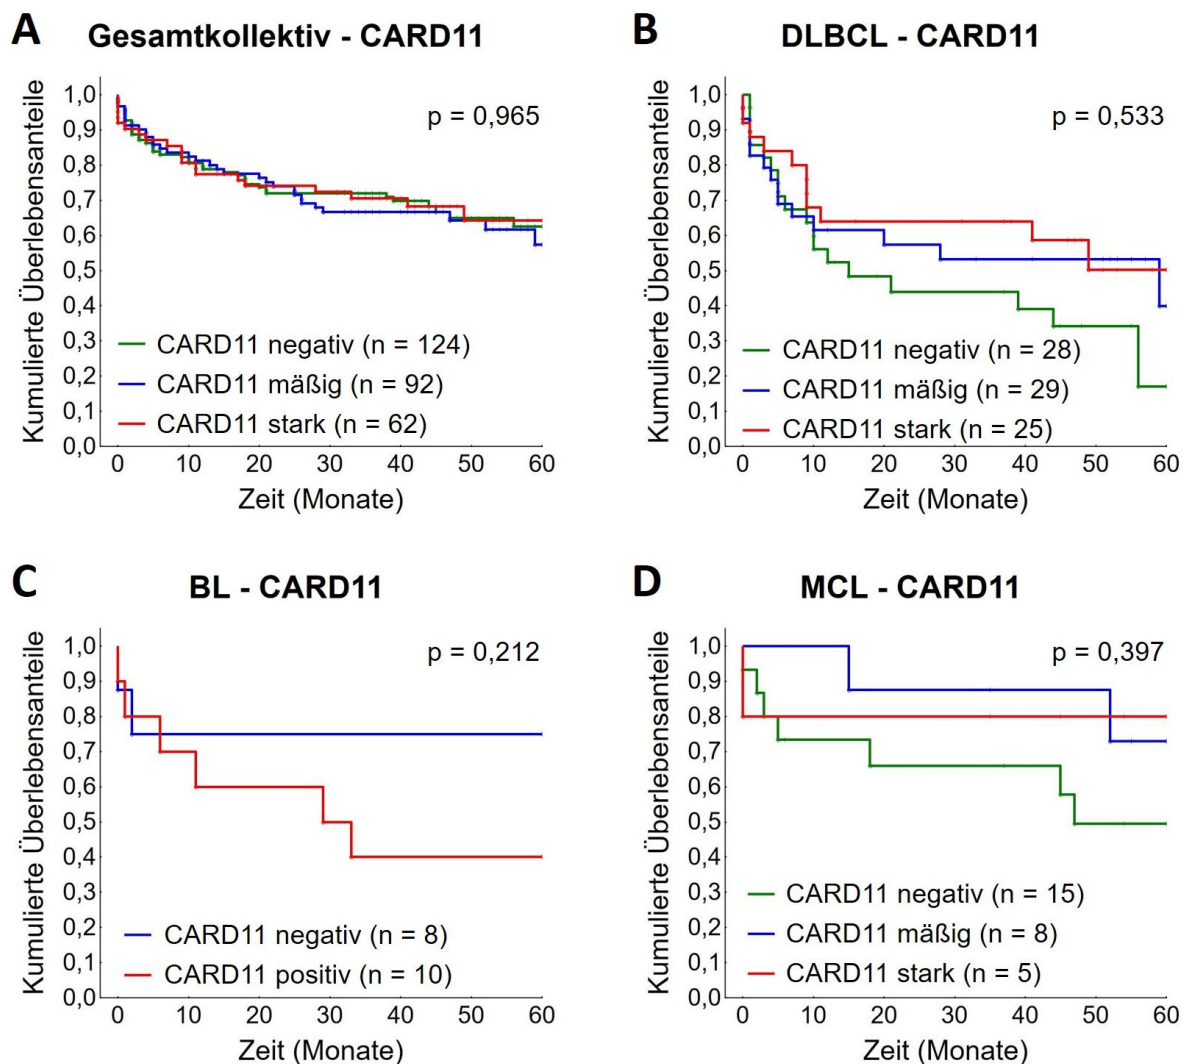 A
Gesamtkollektiv - CARD11
Kumulierte Überlebensanteile
1,0
0,9
0,8
0,7
0,6
0,5
0,4
0,3
0,2
0,1
0,0
p = 0,965
CARD11 negativ (n = 124)
CARD11 mäßig (n = 92)
CARD11 stark (n = 62)
0 10 20 30 40 50 60
Zeit (Monate)
B
DLBCL - CARD11
Kumulierte Überlebensanteile
1,0
0,9
0,8
0,7
0,6
0,5
0,4
0,3
0,2
0,1
0,0
p = 0,533
CARD11 negativ (n = 28)
CARD11 mäßig (n = 29)
CARD11 stark (n = 25)
0 10 20 30 40 50 60
Zeit (Monate)
C
BL - CARD11
Kumulierte Überlebensanteile
1,0
0,9
0,8
0,7
0,6
0,5
0,4
0,3
0,2
0,1
0,0
p = 0,212
CARD11 negativ (n = 8)
CARD11 positiv (n = 10)
0 10 20 30 40 50 60
Zeit (Monate)
D
MCL - CARD11
Kumulierte Überlebensanteile
1,0
0,9
0,8
0,7
0,6
0,5
0,4
0,3
0,2
0,1
0,0
p = 0,397
CARD11 negativ (n = 15)
CARD11 mäßig (n = 8)
CARD11 stark (n = 5)
0 10 20 30 40 50 60
Zeit (Monate)